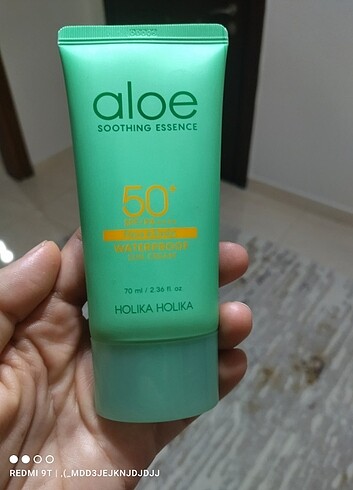 aloe
SOOTHING ESSENCE
50+
WATERPROOF
SUN CREAM
70 ml / 2.36 fl. oz
HOLIKA HOLIKA
REDMI 9T | ,(_MDD3JEJKNJDJDJJ